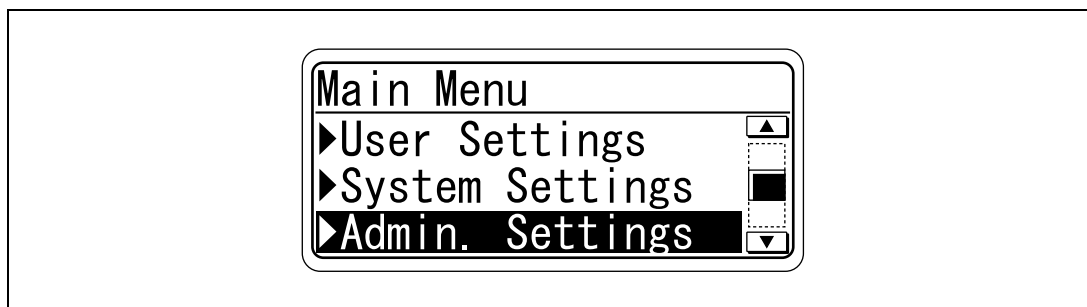 Main Menu
▶User Settings
▶System Settings
▶Admin. Settings